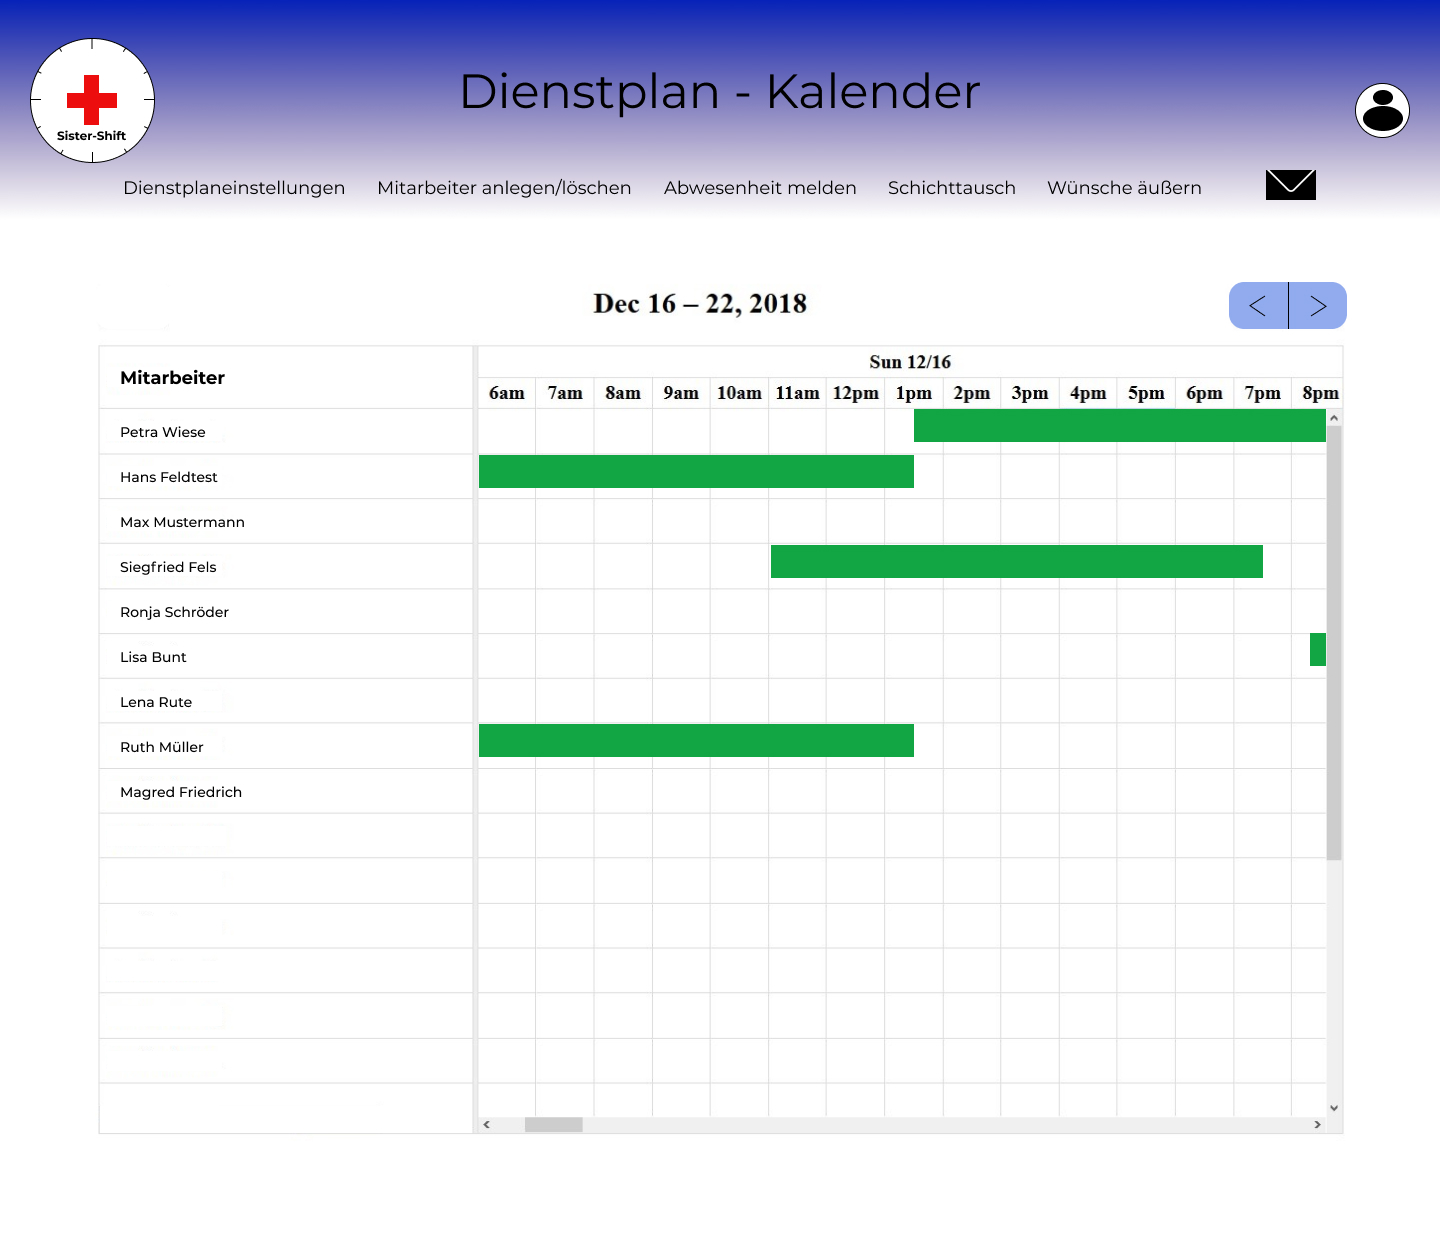 Dienstplan - Kalender
Sister-Shift
Dienstplaneinstellungen Mitarbeiter anlegen/löschen Abwesenheit melden Schichttausch Wünsche äußern
Dec 16 – 22, 2018
< >
Mitarbeiter
Sun 12/16
6am 7am 8am 9am 10am 11am 12pm 1pm 2pm 3pm 4pm 5pm 6pm 7pm 8pm
Petra Wiese
Hans Feldtest
Max Mustermann
Siegfried Fels
Ronja Schröder
Lisa Bunt
Lena Rute
Ruth Müller
Magred Friedrich